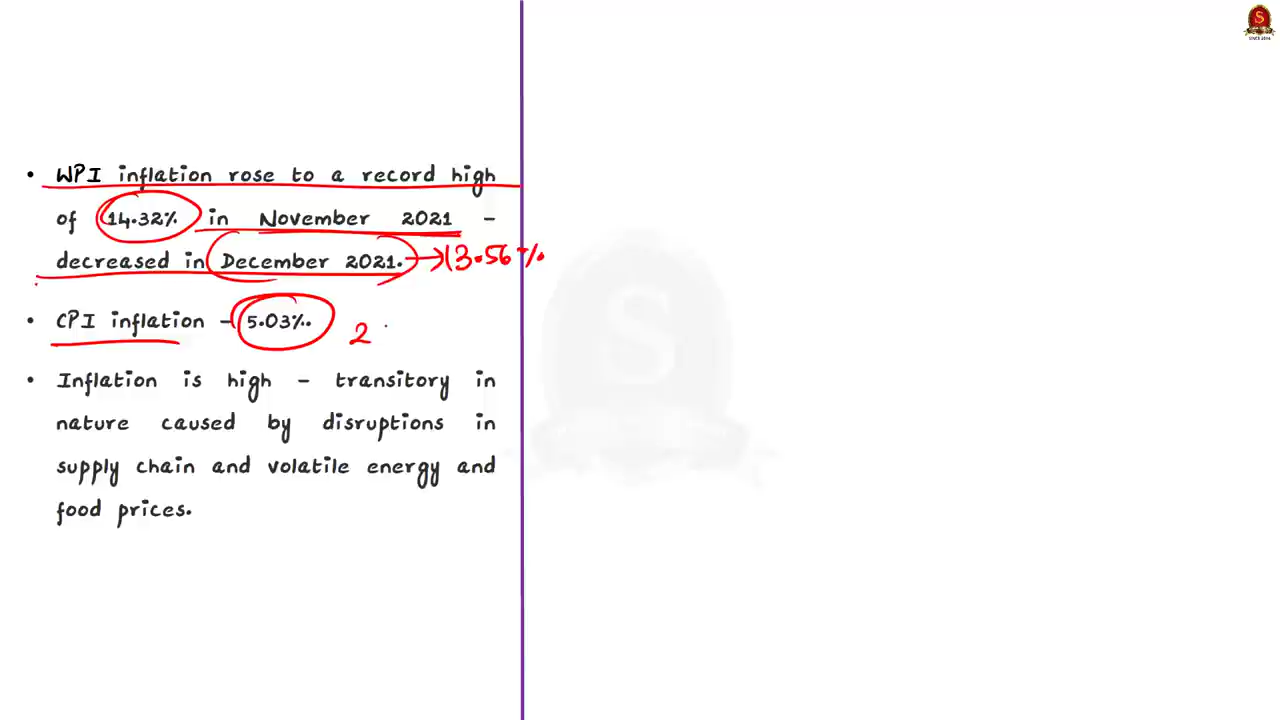 • WPI inflation rose to a record high
of 14.32% in November 2021 -
decreased in December 2021. → 13.56%
• CPI inflation - 5.03%. 2
• Inflation is high - transitory in
nature caused by disruptions in
supply chain and volatile energy and
food prices.
S
S